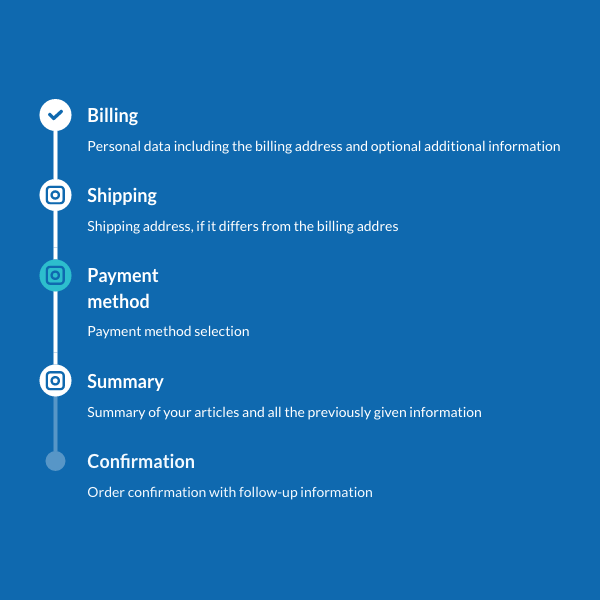 Billing
Personal data including the billing address and optional additional information
Shipping
Shipping address, if it differs from the billing addres
Payment
method
Payment method selection
Summary
Summary of your articles and all the previously given information
Confirmation
Order confirmation with follow-up information